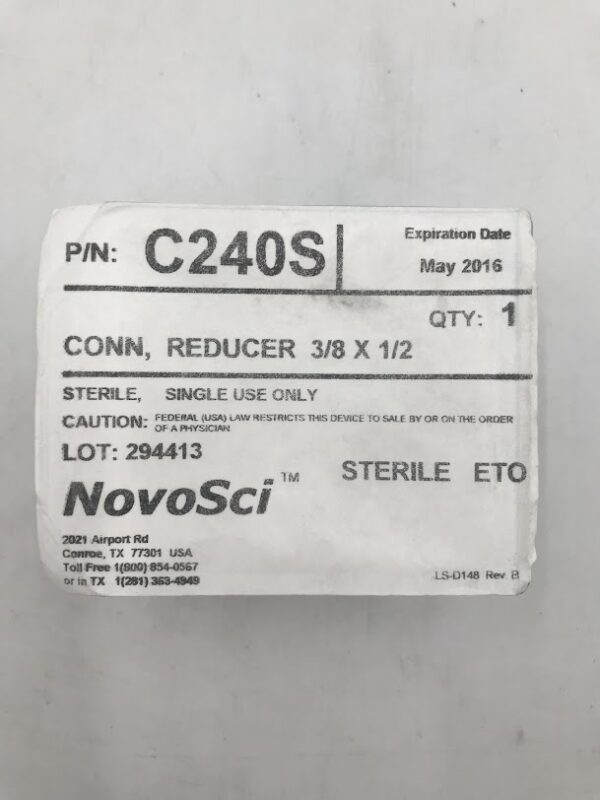 P/N: C240S
Expiration Date
May 2016
QTY: 1
CONN, REDUCER 3/8 X 1/2
STERILE, SINGLE USE ONLY
CAUTION: FEDERAL (USA) LAW RESTRICTS THIS DEVICE TO SALE BY OR ON THE ORDER
OF A PHYSICIAN
LOT: 294413
STERILE ETO
NovoSci™
2021 Airport Rd
Conroe, TX 77301 USA
Toll Free 1(800) 854-0567
or in TX 1(281) 363-4949
LS-D148 Rev. B